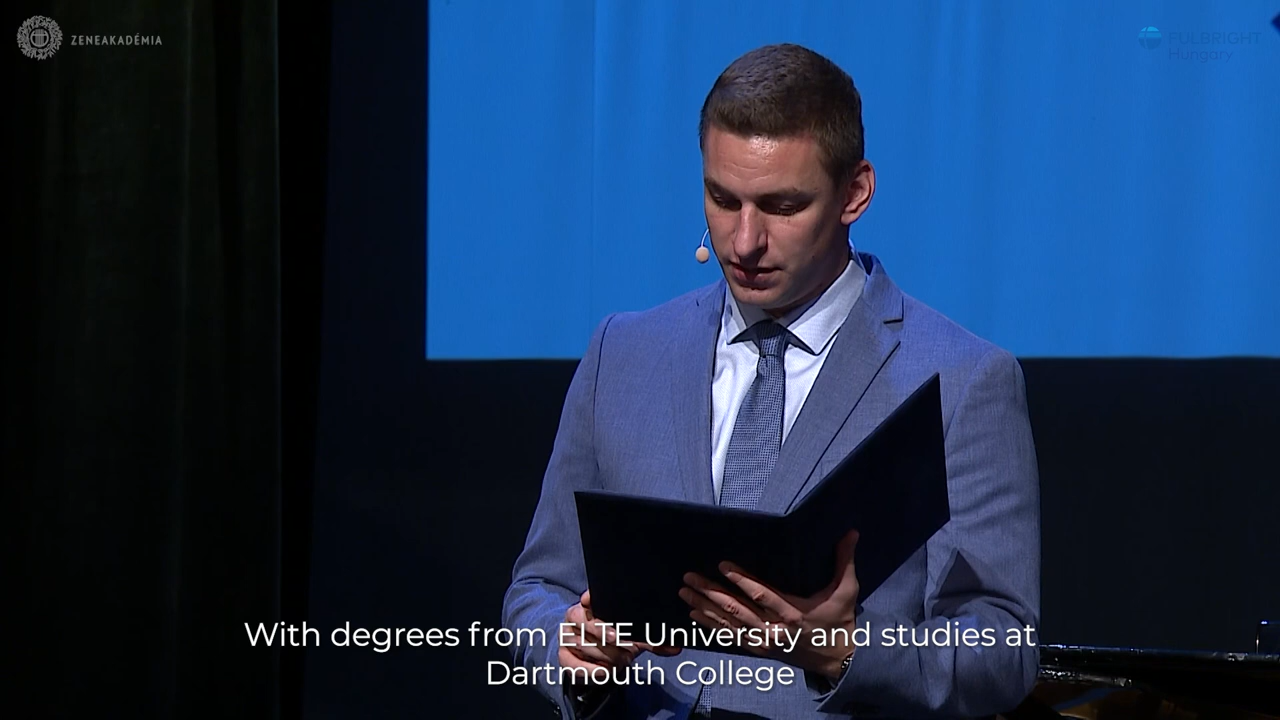 ZENEAKADÉMIA
FULBRIGHT
Hungary
With degrees from ELTE University and studies at
Dartmouth College